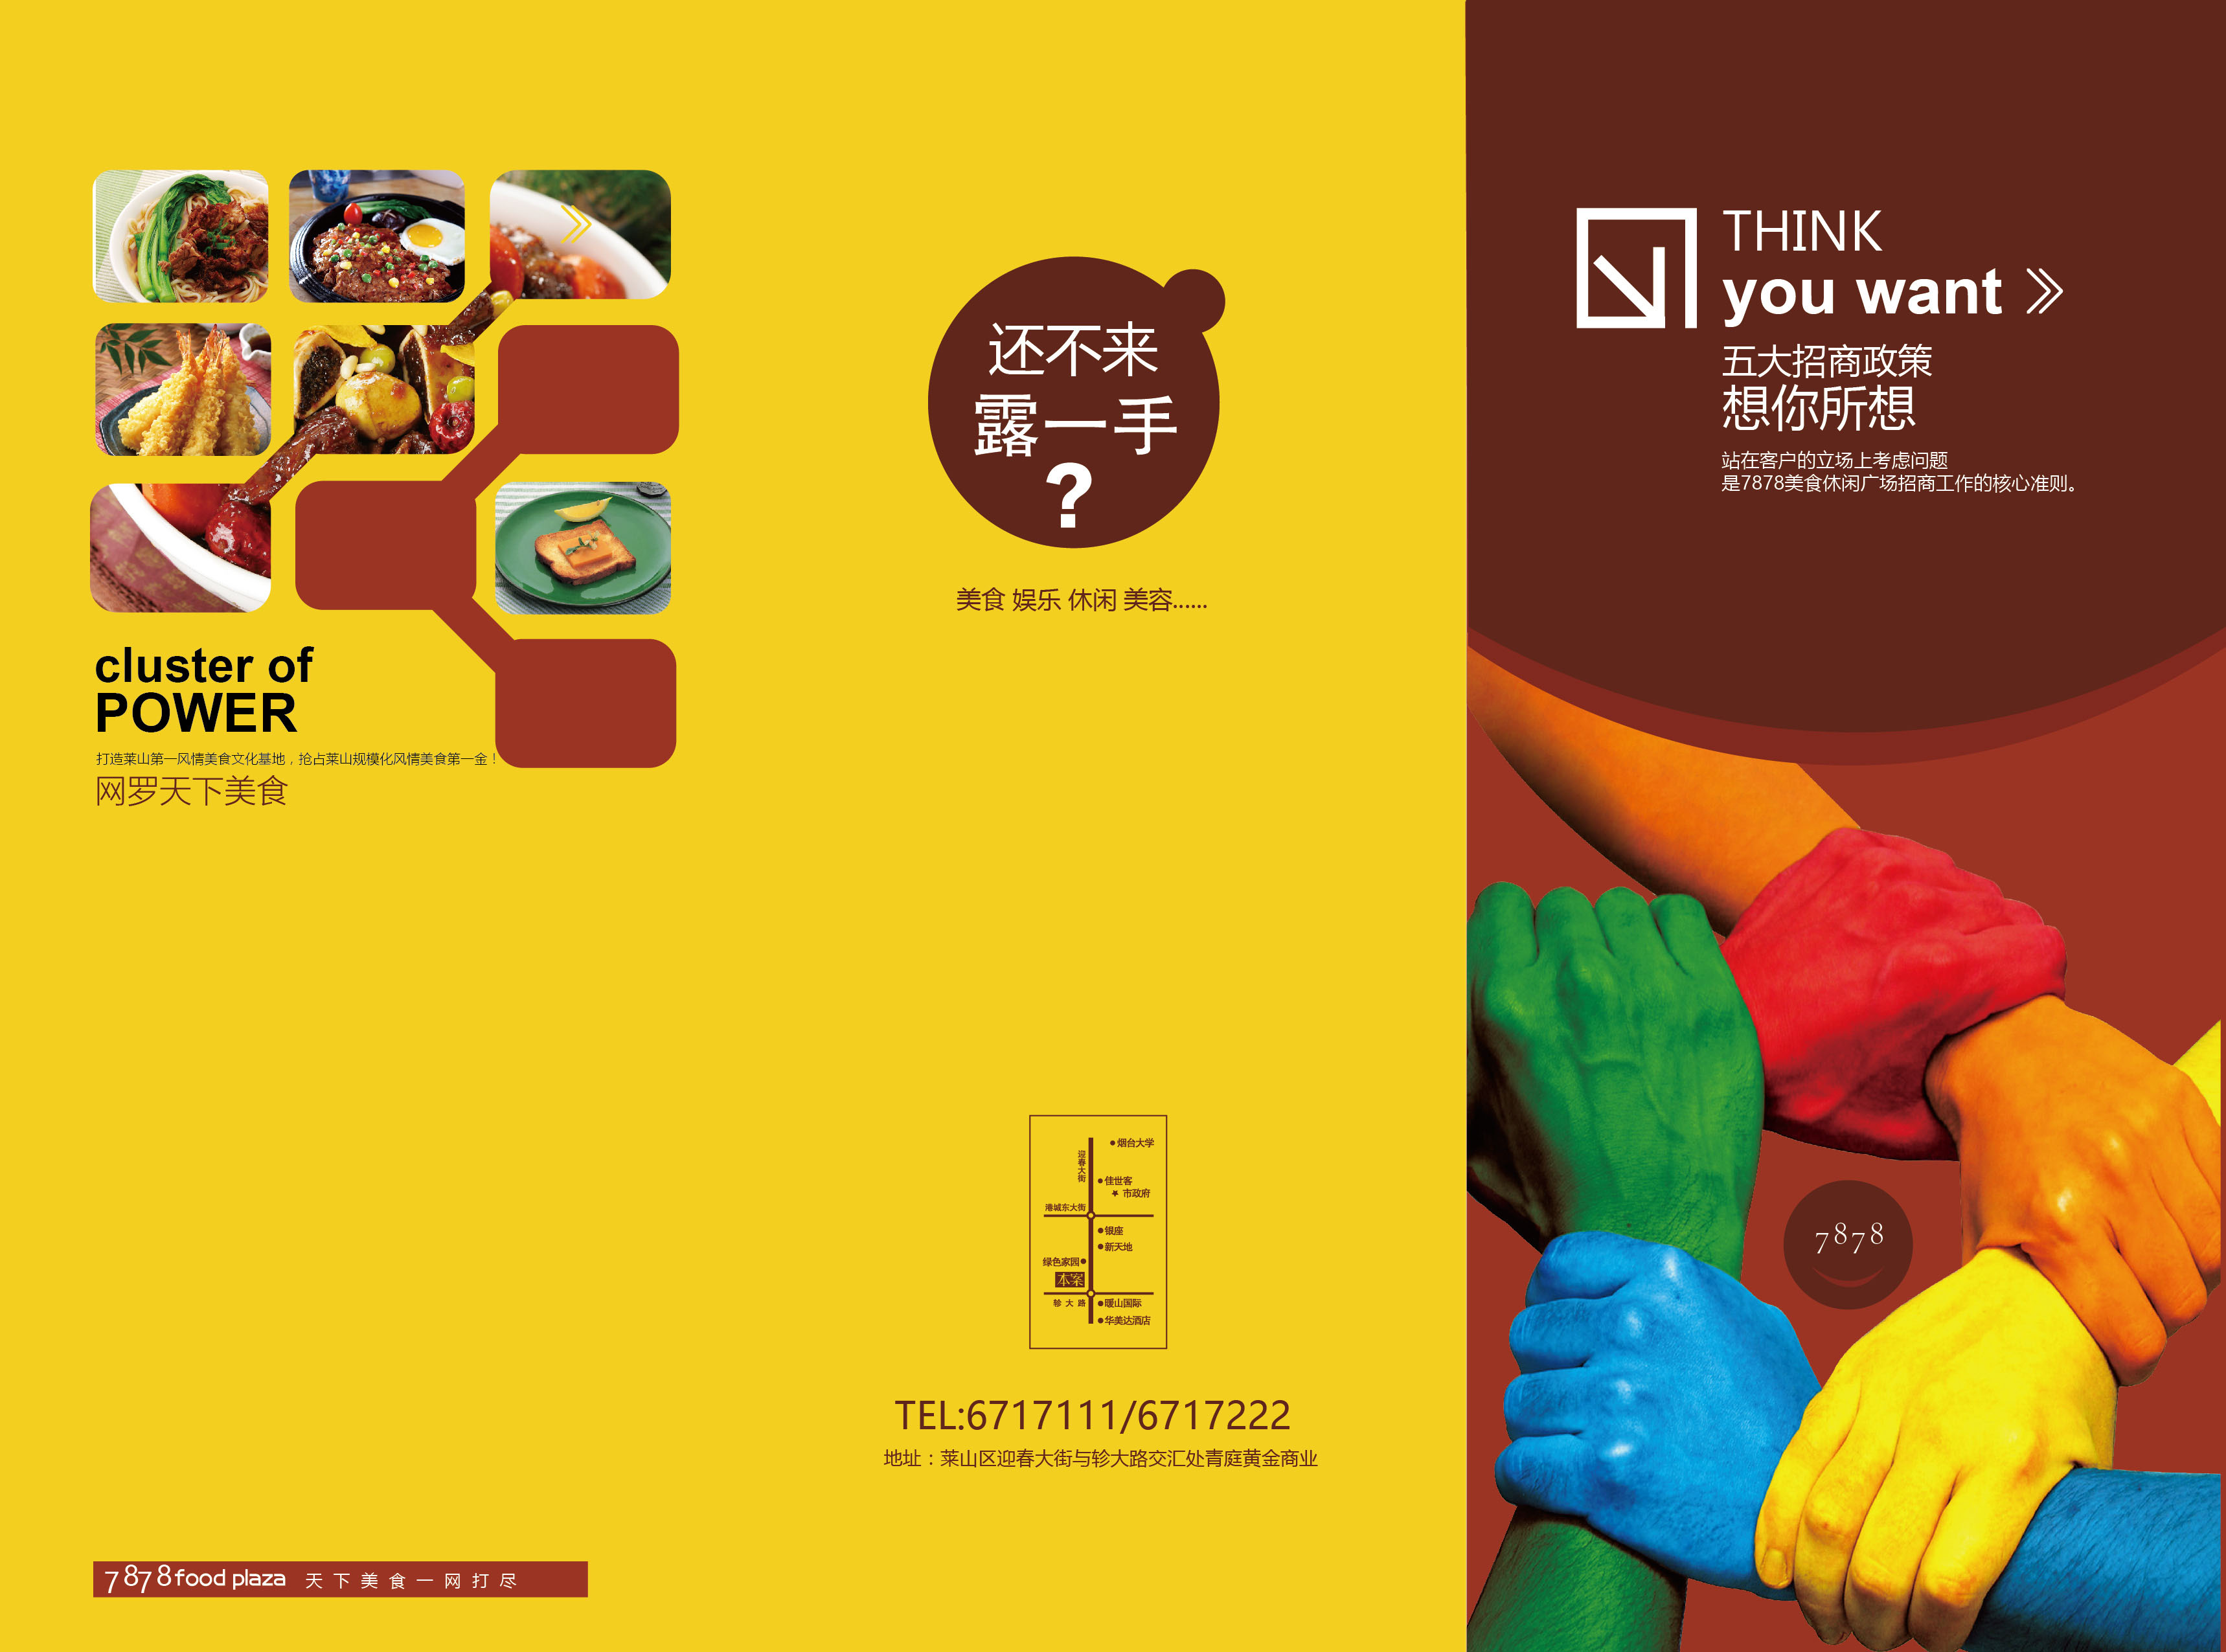 cluster of
POWER
打造莱山第一风情美食文化基地，抢占莱山规模化风情美食第一金！
网罗天下美食
7878 food plaza 天下美食一网打尽
还不来
露一手
?
美食 娱乐 休闲 美容......
烟台大学
迎春大街
佳世客
市政府
港城东大街
银座
新天地
绿色家园
本案
轸大路
暖山国际
华美达酒店
TEL:6717111/6717222
地址：莱山区迎春大街与轸大路交汇处青庭黄金商业
THINK
you want
五大招商政策
想你所想
站在客户的立场上考虑问题
是7878美食休闲广场招商工作的核心准则。
7878